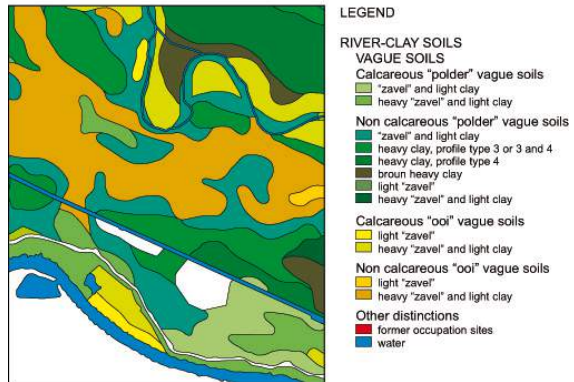 LEGEND
RIVER-CLAY SOILS
VAGUE SOILS
Calcareous “polder” vague soils
“zavel” and light clay
heavy “zavel” and light clay
Non calcareous “polder” vague soils
“zavel” and light clay
heavy clay, profile type 3 or 3 and 4
heavy clay, profile type 4
broun heavy clay
light “zavel”
heavy “zavel” and light clay
Calcareous “ooi” vague soils
light “zavel”
heavy “zavel” and light clay
Non calcareous “ooi” vague soils
light “zavel”
heavy “zavel” and light clay
Other distinctions
former occupation sites
water